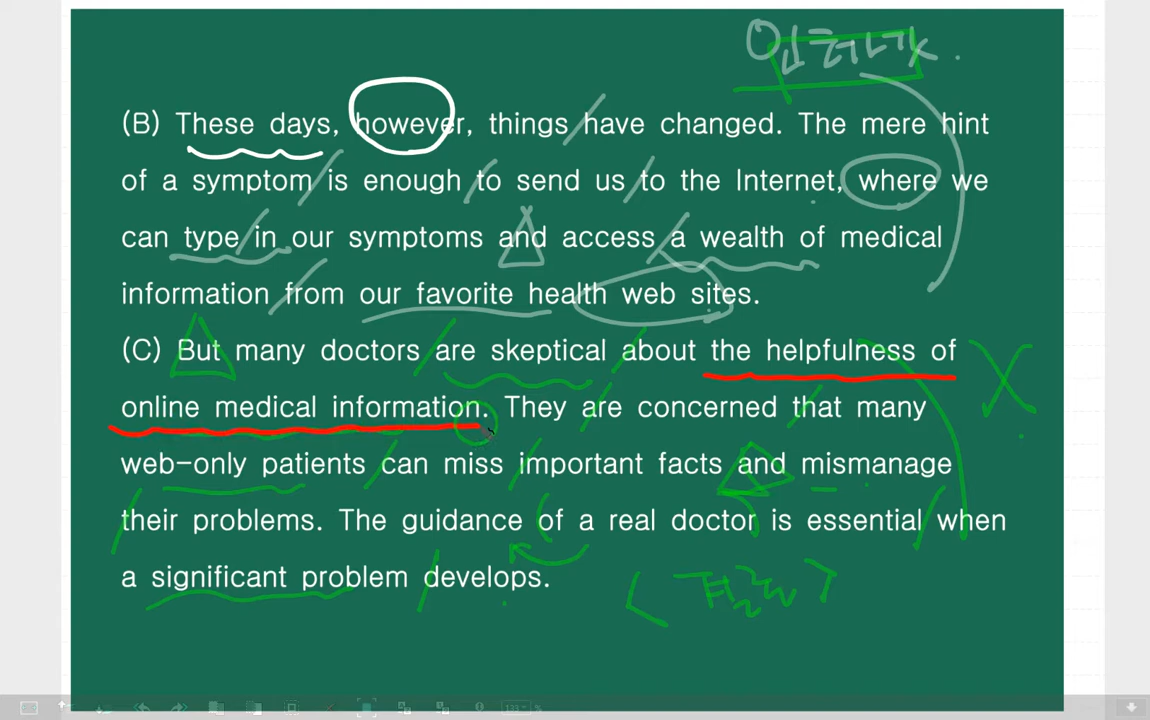 인터넷
(B) These days, however, things have changed. The mere hint
of a symptom is enough to send us to the Internet, where we
can type in our symptoms and access a wealth of medical
information from our favorite health web sites.
(C) But many doctors are skeptical about the helpfulness of
online medical information. They are concerned that many
web-only patients can miss important facts and mismanage
their problems. The guidance of a real doctor is essential when
a significant problem develops.
133 %